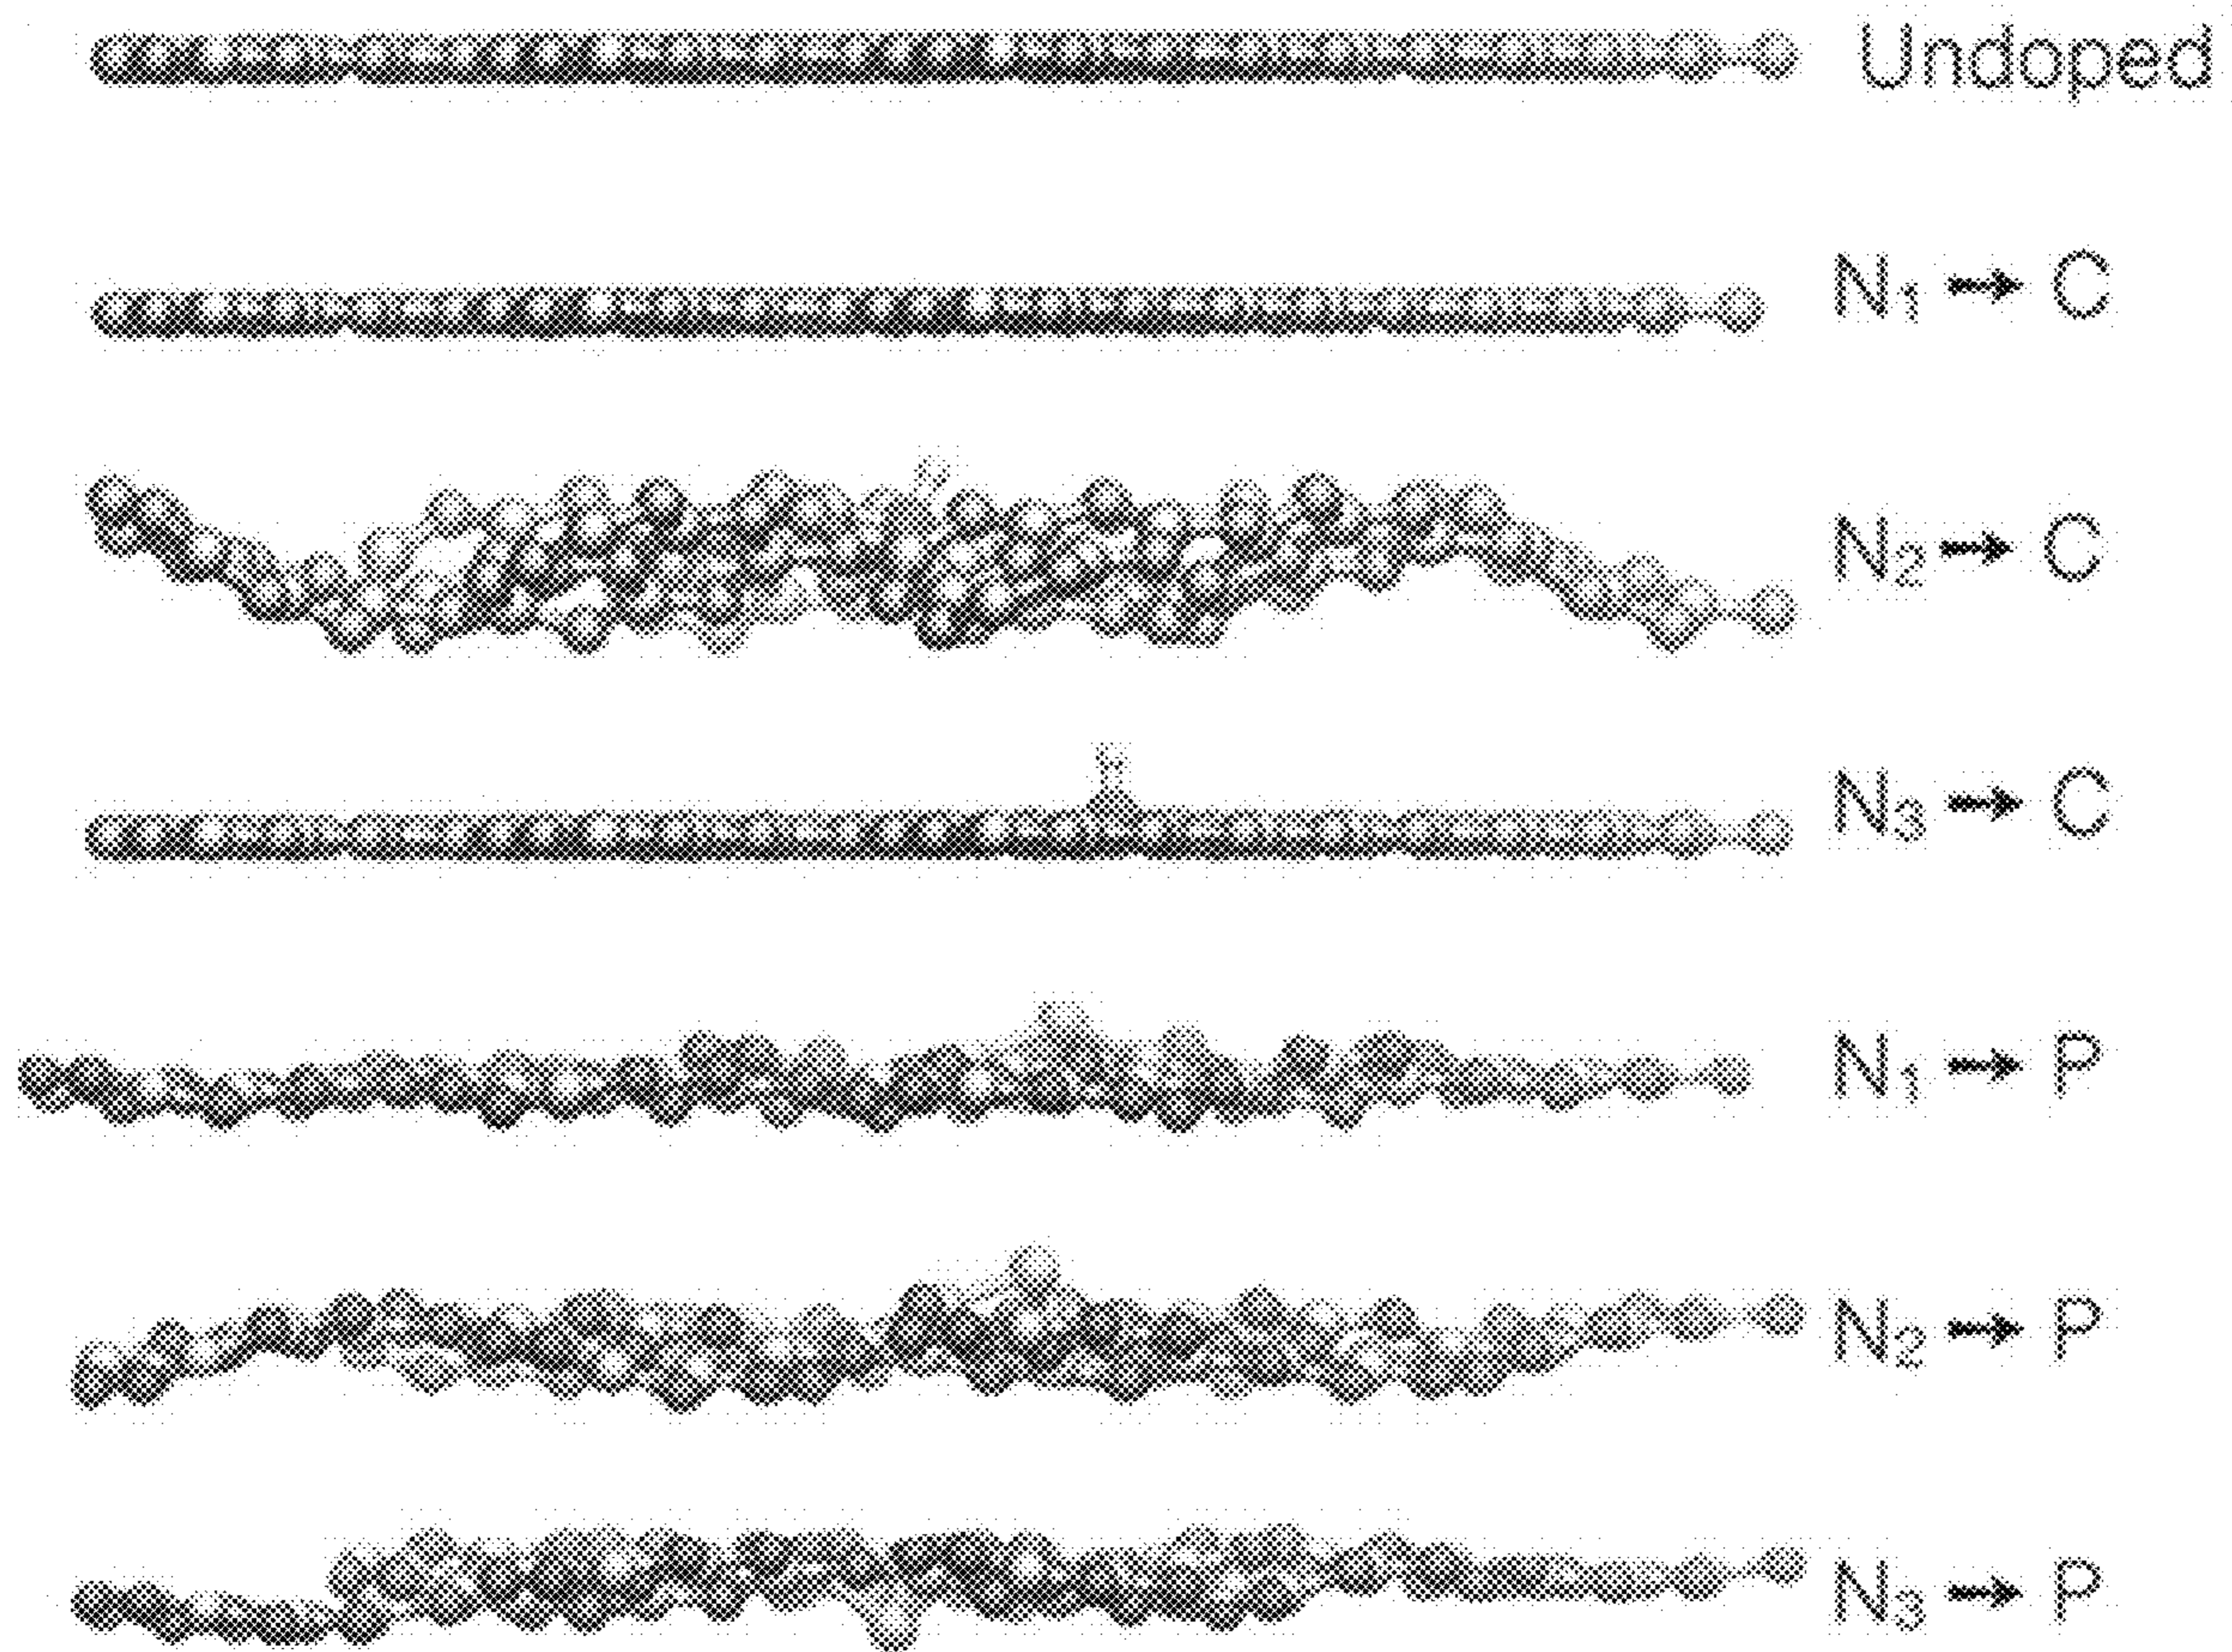 Undoped
N₁ → C
N₂ → C
N₃ → C
N₁ → P
N₂ → P
N₃ → P